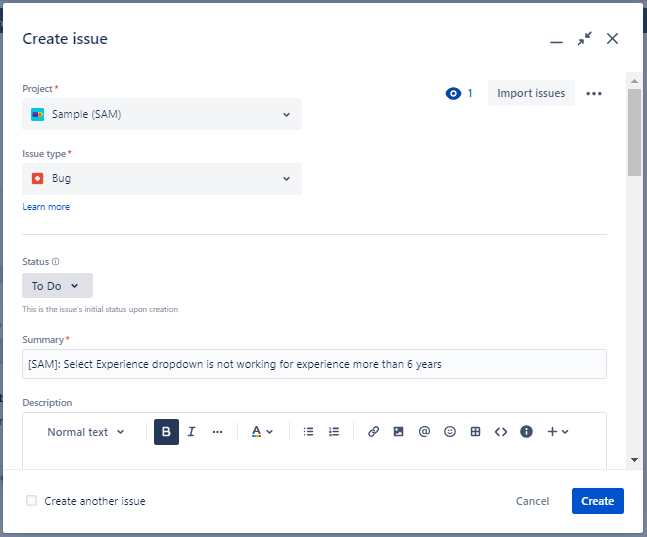 Create issue
Project *
1
Import issues
Sample (SAM)
Issue type *
Bug
Learn more
Status
To Do
This is the issue's initial status upon creation
Summary *
[SAM]: Select Experience dropdown is not working for experience more than 6 years
Description
Normal text B I ... A @ <> +
Create another issue
Cancel
Create